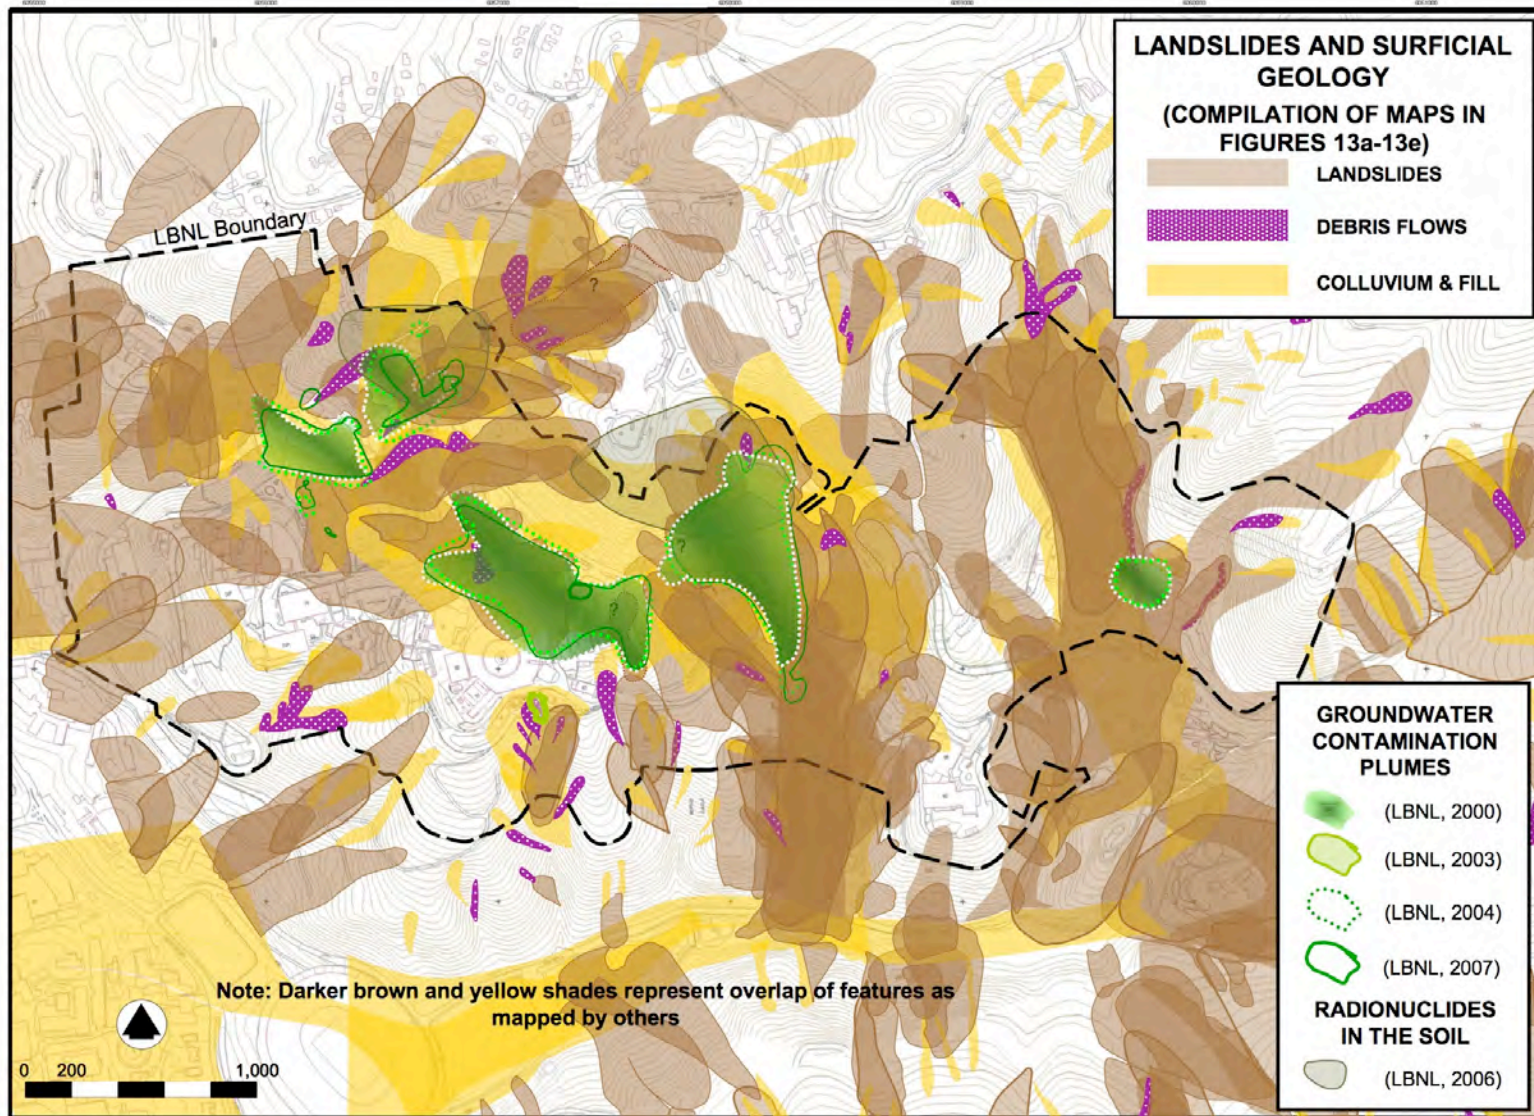 LANDSLIDES AND SURFICIAL
GEOLOGY
(COMPILATION OF MAPS IN
FIGURES 13a-13e)
LANDSLIDES
DEBRIS FLOWS
COLLUVIUM & FILL
LBNL Boundary
?
?
?
?
GROUNDWATER
CONTAMINATION
PLUMES
(LBNL, 2000)
(LBNL, 2003)
(LBNL, 2004)
(LBNL, 2007)
RADIONUCLIDES
IN THE SOIL
(LBNL, 2006)
Note: Darker brown and yellow shades represent overlap of features as
mapped by others
0 200 1,000